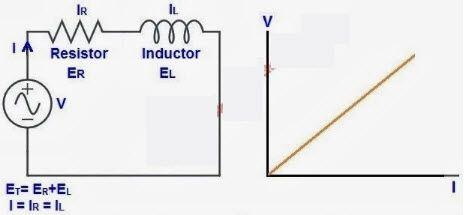 IR
IL
I
Resistor
Inductor
ER
EL
+
V
ET= ER+EL
I = IR = IL
V
I